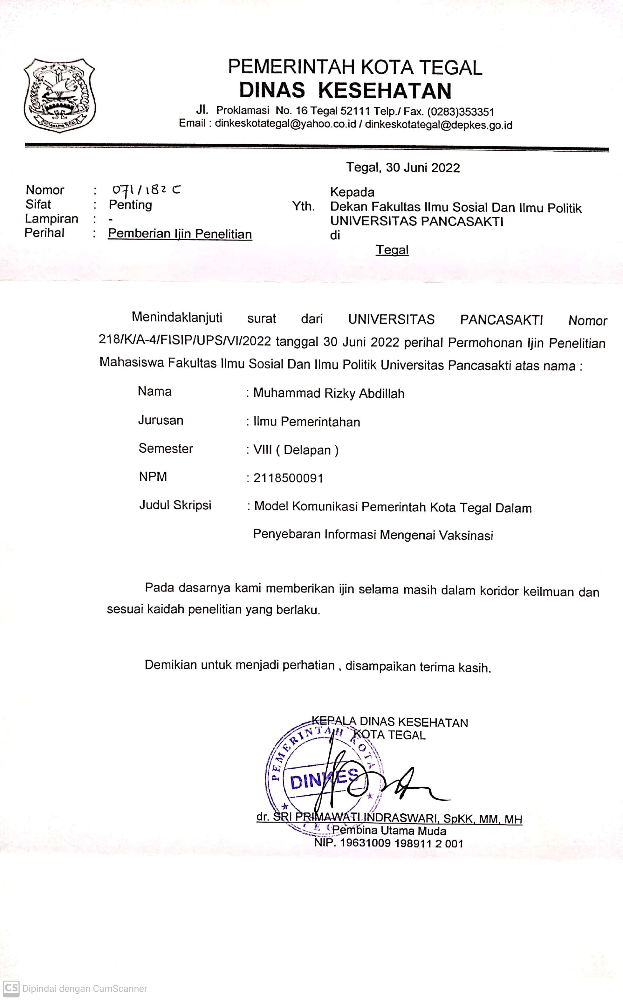 PEMERINTAH KOTA TEGAL
DINAS KESEHATAN
Jl. Proklamasi No. 16 Tegal 52111 Telp./ Fax. (0283)353351
Email : dinkeskotategal@yahoo.co.id / dinkeskotategal@depkes.go.id
Tegal, 30 Juni 2022
Nomor : 071/182 C
Sifat : Penting
Lampiran : -
Perihal : Pemberian Ijin Penelitian
Kepada
Yth. Dekan Fakultas Ilmu Sosial Dan Ilmu Politik
UNIVERSITAS PANCASAKTI
di
Tegal
Menindaklanjuti surat dari UNIVERSITAS PANCASAKTI Nomor
218/K/A-4/FISIP/UPS/VI/2022 tanggal 30 Juni 2022 perihal Permohonan Ijin Penelitian
Mahasiswa Fakultas Ilmu Sosial Dan Ilmu Politik Universitas Pancasakti atas nama :
Nama : Muhammad Rizky Abdillah
Jurusan : Ilmu Pemerintahan
Semester : VIII ( Delapan )
NPM : 2118500091
Judul Skripsi : Model Komunikasi Pemerintah Kota Tegal Dalam
Penyebaran Informasi Mengenai Vaksinasi
Pada dasarnya kami memberikan ijin selama masih dalam koridor keilmuan dan
sesuai kaidah penelitian yang berlaku.
Demikian untuk menjadi perhatian , disampaikan terima kasih.
KEPALA DINAS KESEHATAN
KOTA TEGAL
PEMERINTAH KOTA
DINKES
dr. SRI PRIMAWATI INDRASWARI, SpKK, MM, MH
Pembina Utama Muda
NIP. 19631009 198911 2 001
CS Dipindai dengan CamScanner